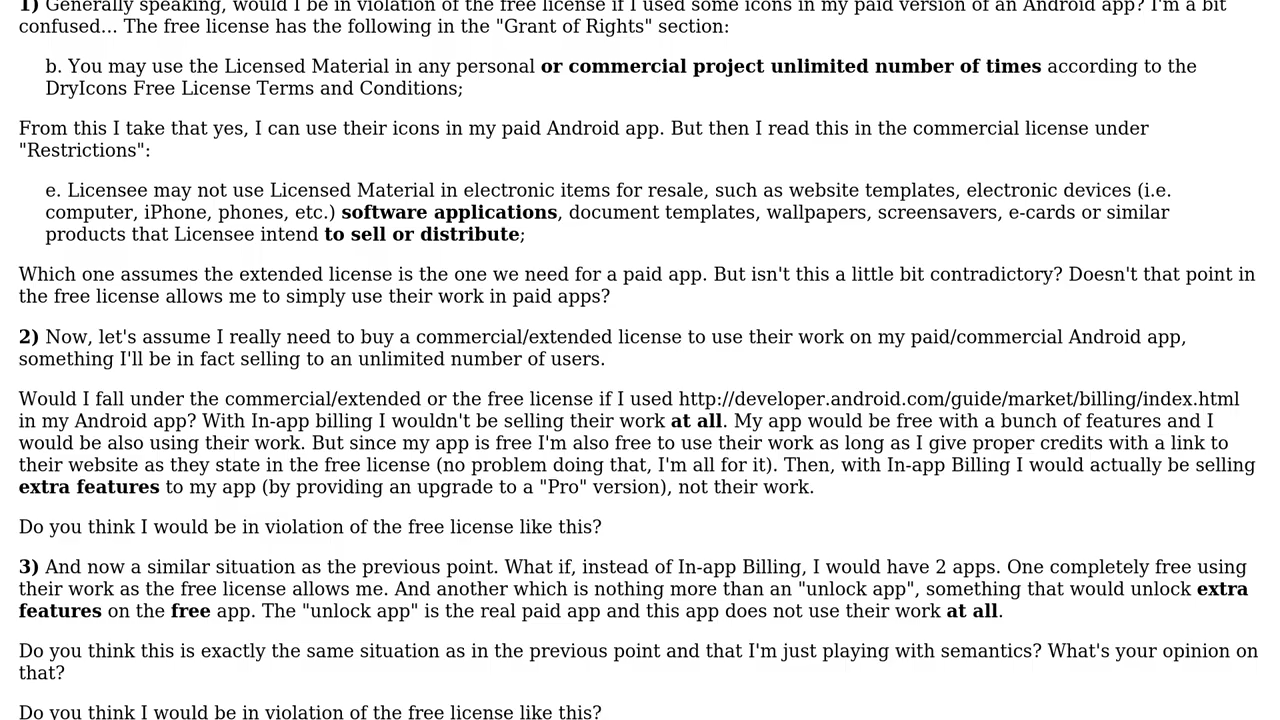 1) Generally speaking, would I be in violation of the free license if I used some icons in my paid version of an Android app? I'm a bit
confused... The free license has the following in the "Grant of Rights" section:
b. You may use the Licensed Material in any personal or commercial project unlimited number of times according to the
DryIcons Free License Terms and Conditions;
From this I take that yes, I can use their icons in my paid Android app. But then I read this in the commercial license under
"Restrictions":
e. Licensee may not use Licensed Material in electronic items for resale, such as website templates, electronic devices (i.e.
computer, iPhone, phones, etc.) software applications, document templates, wallpapers, screensavers, e-cards or similar
products that Licensee intend to sell or distribute;
Which one assumes the extended license is the one we need for a paid app. But isn't this a little bit contradictory? Doesn't that point in
the free license allows me to simply use their work in paid apps?
2) Now, let's assume I really need to buy a commercial/extended license to use their work on my paid/commercial Android app,
something I'll be in fact selling to an unlimited number of users.
Would I fall under the commercial/extended or the free license if I used http://developer.android.com/guide/market/billing/index.html
in my Android app? With In-app billing I wouldn't be selling their work at all. My app would be free with a bunch of features and I
would be also using their work. But since my app is free I'm also free to use their work as long as I give proper credits with a link to
their website as they state in the free license (no problem doing that, I'm all for it). Then, with In-app Billing I would actually be selling
extra features to my app (by providing an upgrade to a "Pro" version), not their work.
Do you think I would be in violation of the free license like this?
3) And now a similar situation as the previous point. What if, instead of In-app Billing, I would have 2 apps. One completely free using
their work as the free license allows me. And another which is nothing more than an "unlock app", something that would unlock extra
features on the free app. The "unlock app" is the real paid app and this app does not use their work at all.
Do you think this is exactly the same situation as in the previous point and that I'm just playing with semantics? What's your opinion on
that?
Do you think I would be in violation of the free license like this?